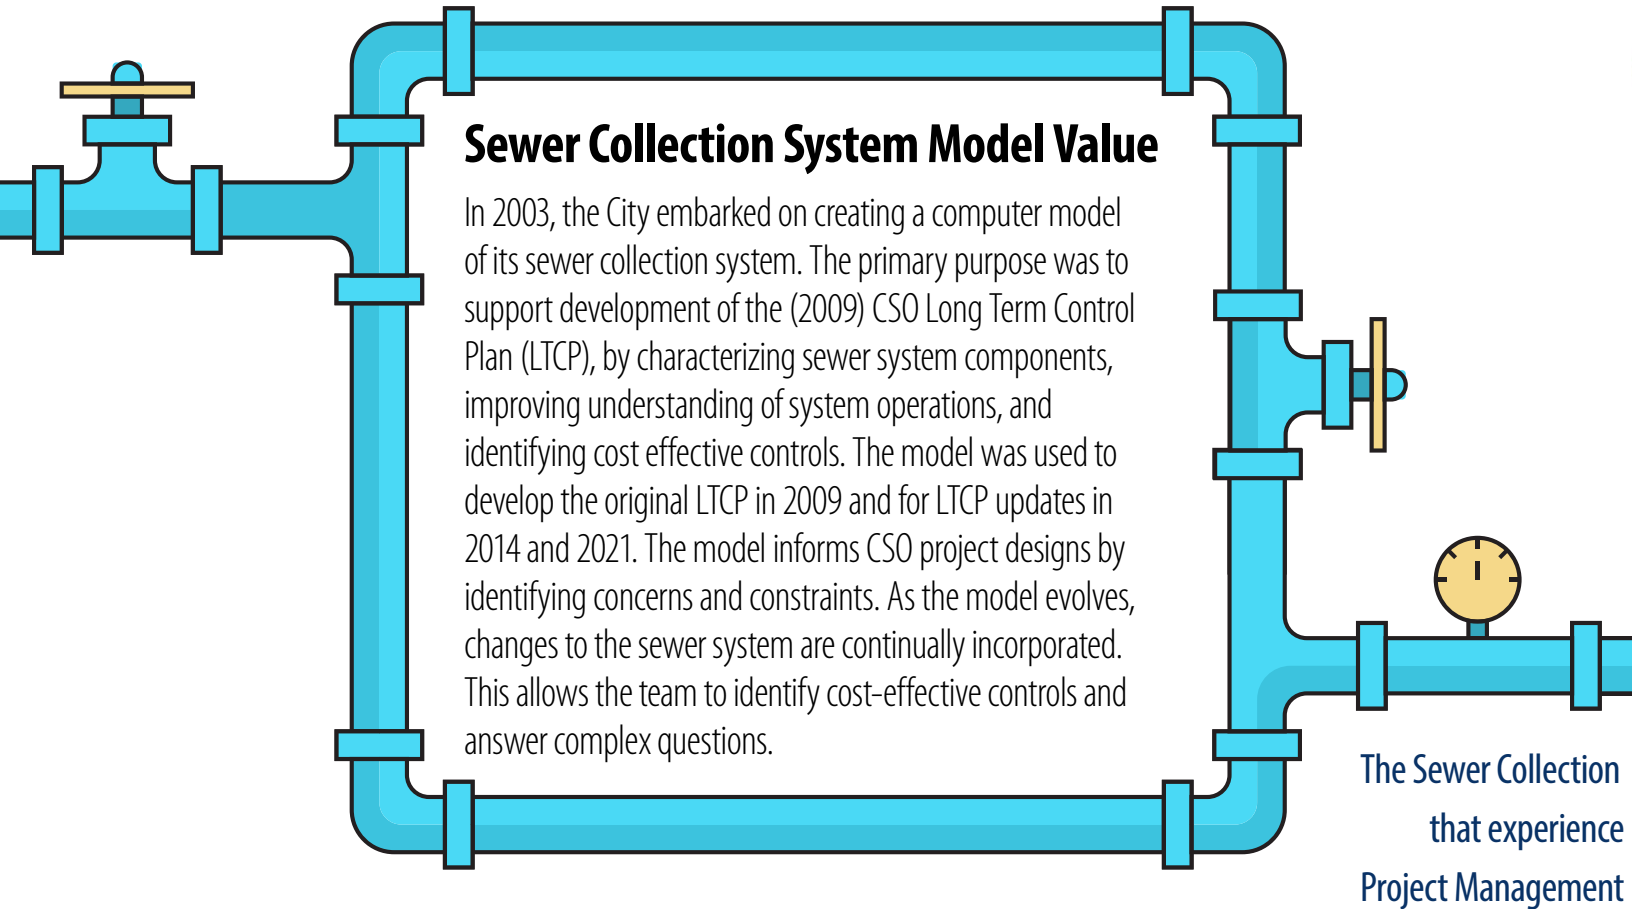 Sewer Collection System Model Value
In 2003, the City embarked on creating a computer model
of its sewer collection system. The primary purpose was to
support development of the (2009) CSO Long Term Control
Plan (LTCP), by characterizing sewer system components,
improving understanding of system operations, and
identifying cost effective controls. The model was used to
develop the original LTCP in 2009 and for LTCP updates in
2014 and 2021. The model informs CSO project designs by
identifying concerns and constraints. As the model evolves,
changes to the sewer system are continually incorporated.
This allows the team to identify cost-effective controls and
answer complex questions.
The Sewer Collection
that experience
Project Management